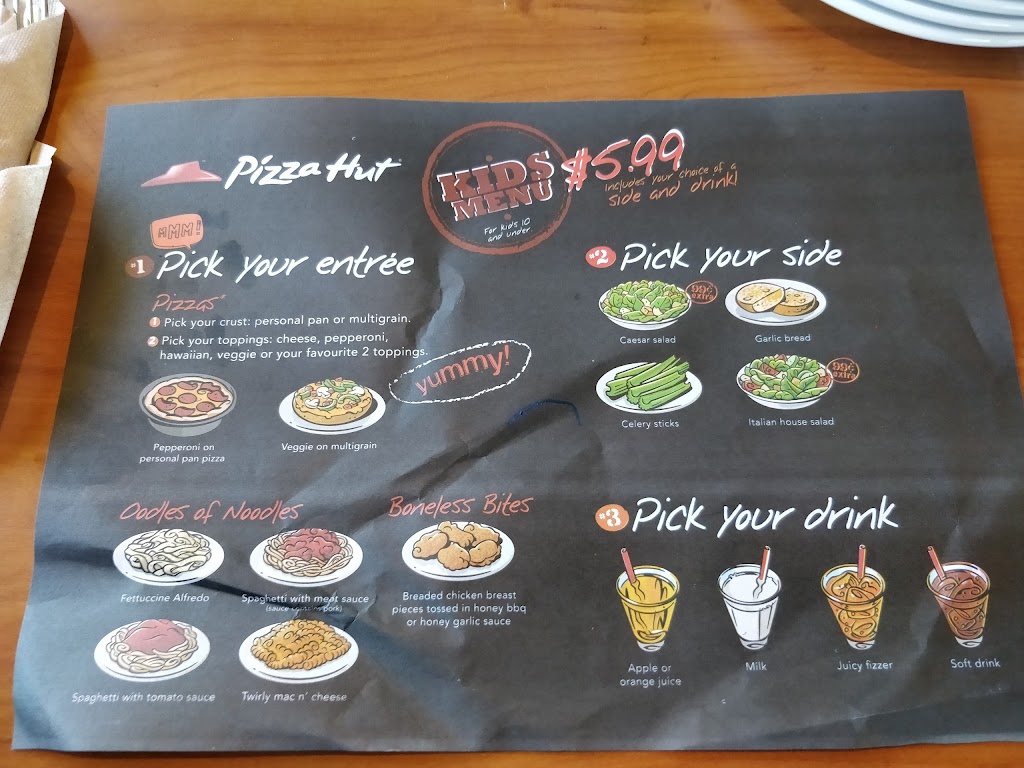 Pizza Hut
KIDS
MENU
For kids 10
and under
$5.99
includes your choice of a
side and drink!
MMM!
#1 Pick your entrée
Pizzas
1 Pick your crust: personal pan or multigrain.
2 Pick your toppings: cheese, pepperoni,
hawaiian, veggie or your favourite 2 toppings.
yummy!
Pepperoni on
personal pan pizza
Veggie on multigrain
Oodles of Noodles
Fettuccine Alfredo
Spaghetti with meat sauce
(sauce contains pork)
Spaghetti with tomato sauce
Twirly mac n' cheese
Boneless Bites
Breaded chicken breast
pieces tossed in honey bbq
or honey garlic sauce
#2 Pick your side
99¢
extra
Caesar salad
Garlic bread
Celery sticks
99¢
extra
Italian house salad
#3 Pick your drink
Apple or
orange juice
Milk
Juicy fizzer
Soft drink